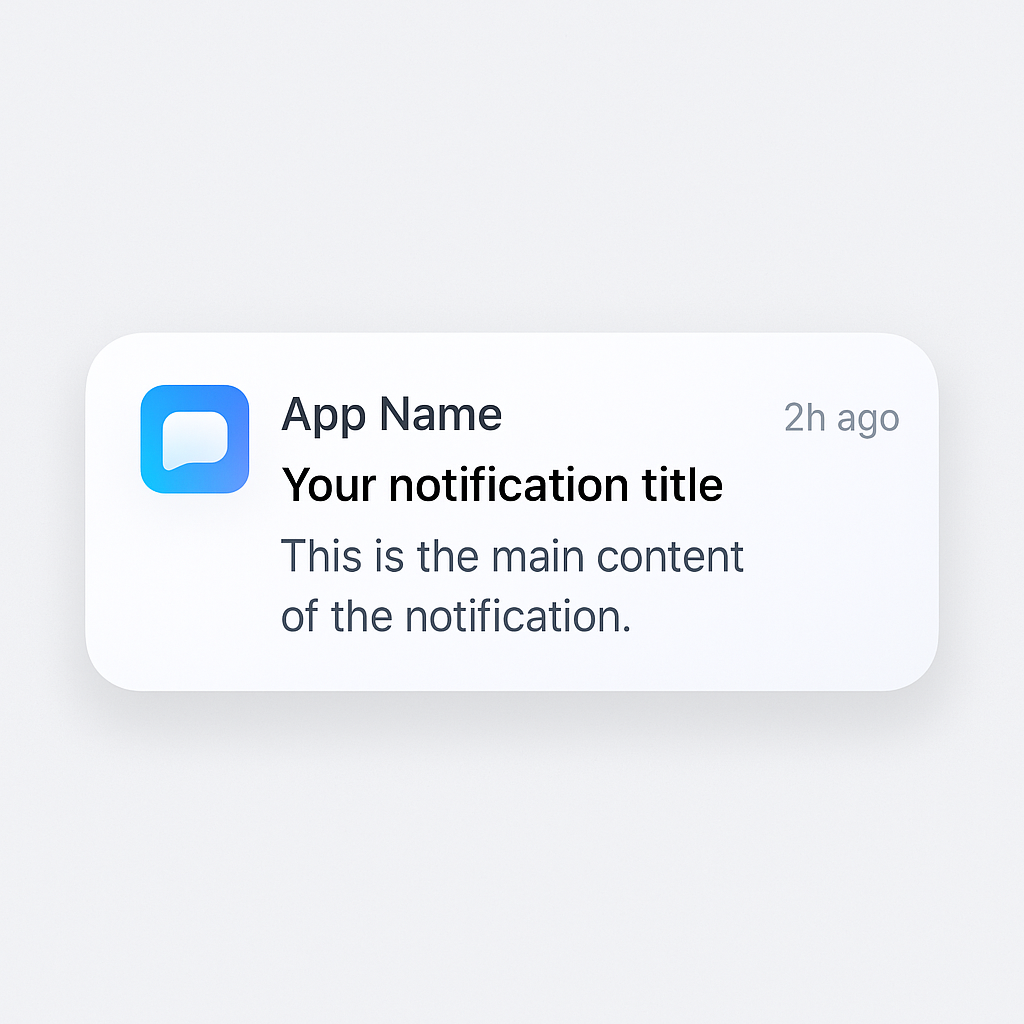 App Name
2h ago
Your notification title
This is the main content
of the notification.